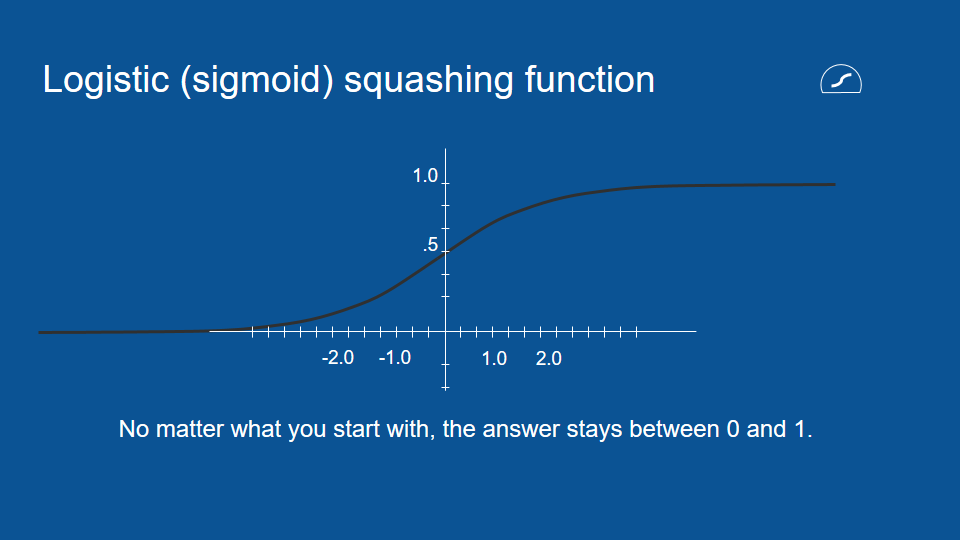 Logistic (sigmoid) squashing function
1.0
.5
-2.0 -1.0 1.0 2.0
No matter what you start with, the answer stays between 0 and 1.